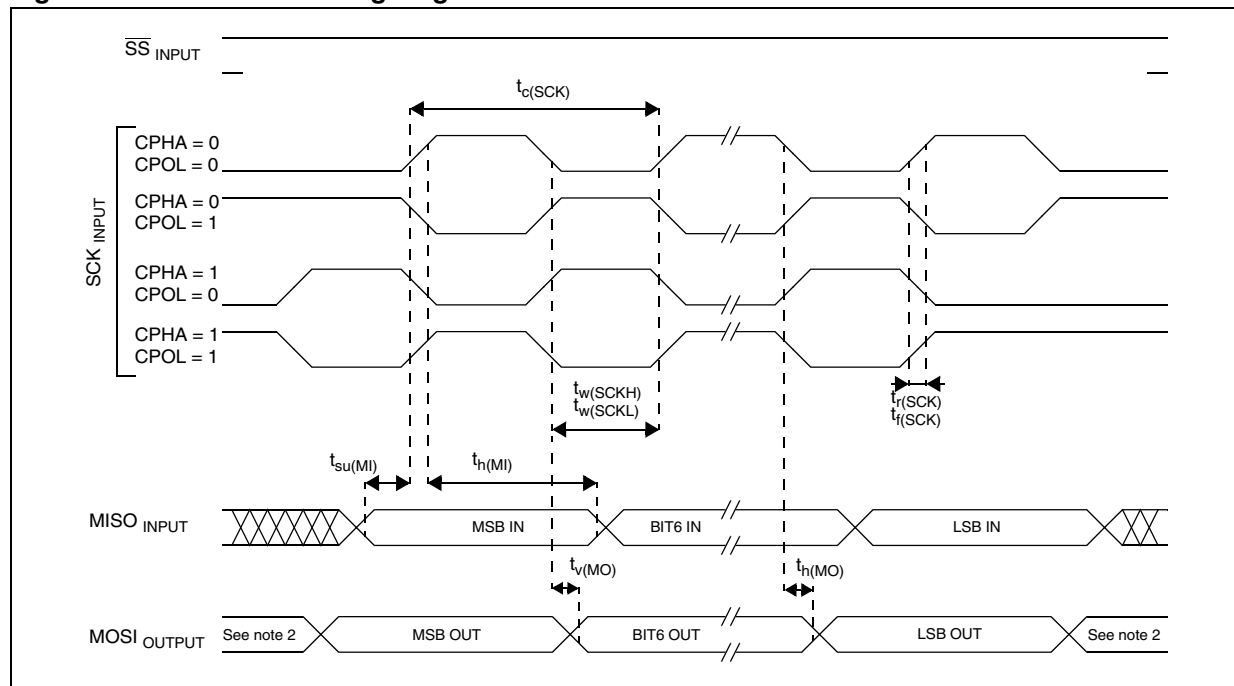 SS INPUT
tc(SCK)
SCK INPUT
CPHA = 0
CPOL = 0
CPHA = 0
CPOL = 1
CPHA = 1
CPOL = 0
CPHA = 1
CPOL = 1
tw(SCKH)
tw(SCKL)
tr(SCK)
tf(SCK)
tsu(MI)
th(MI)
MISO INPUT
MSB IN
BIT6 IN
LSB IN
tv(MO)
th(MO)
MOSI OUTPUT
See note 2
MSB OUT
BIT6 OUT
LSB OUT
See note 2